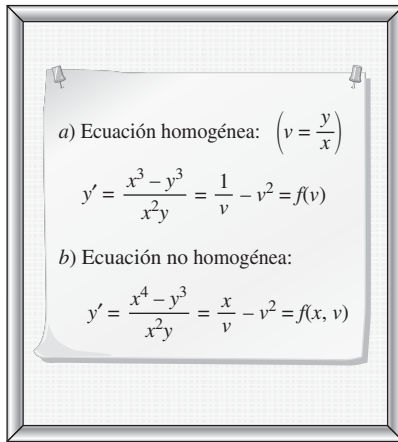 a) Ecuación homogénea: (v = y/x)
y′ = (x³ – y³)/(x²y) = 1/v – v² = f(v)
b) Ecuación no homogénea:
y′ = (x⁴ – y³)/(x²y) = x/v – v² = f(x, v)